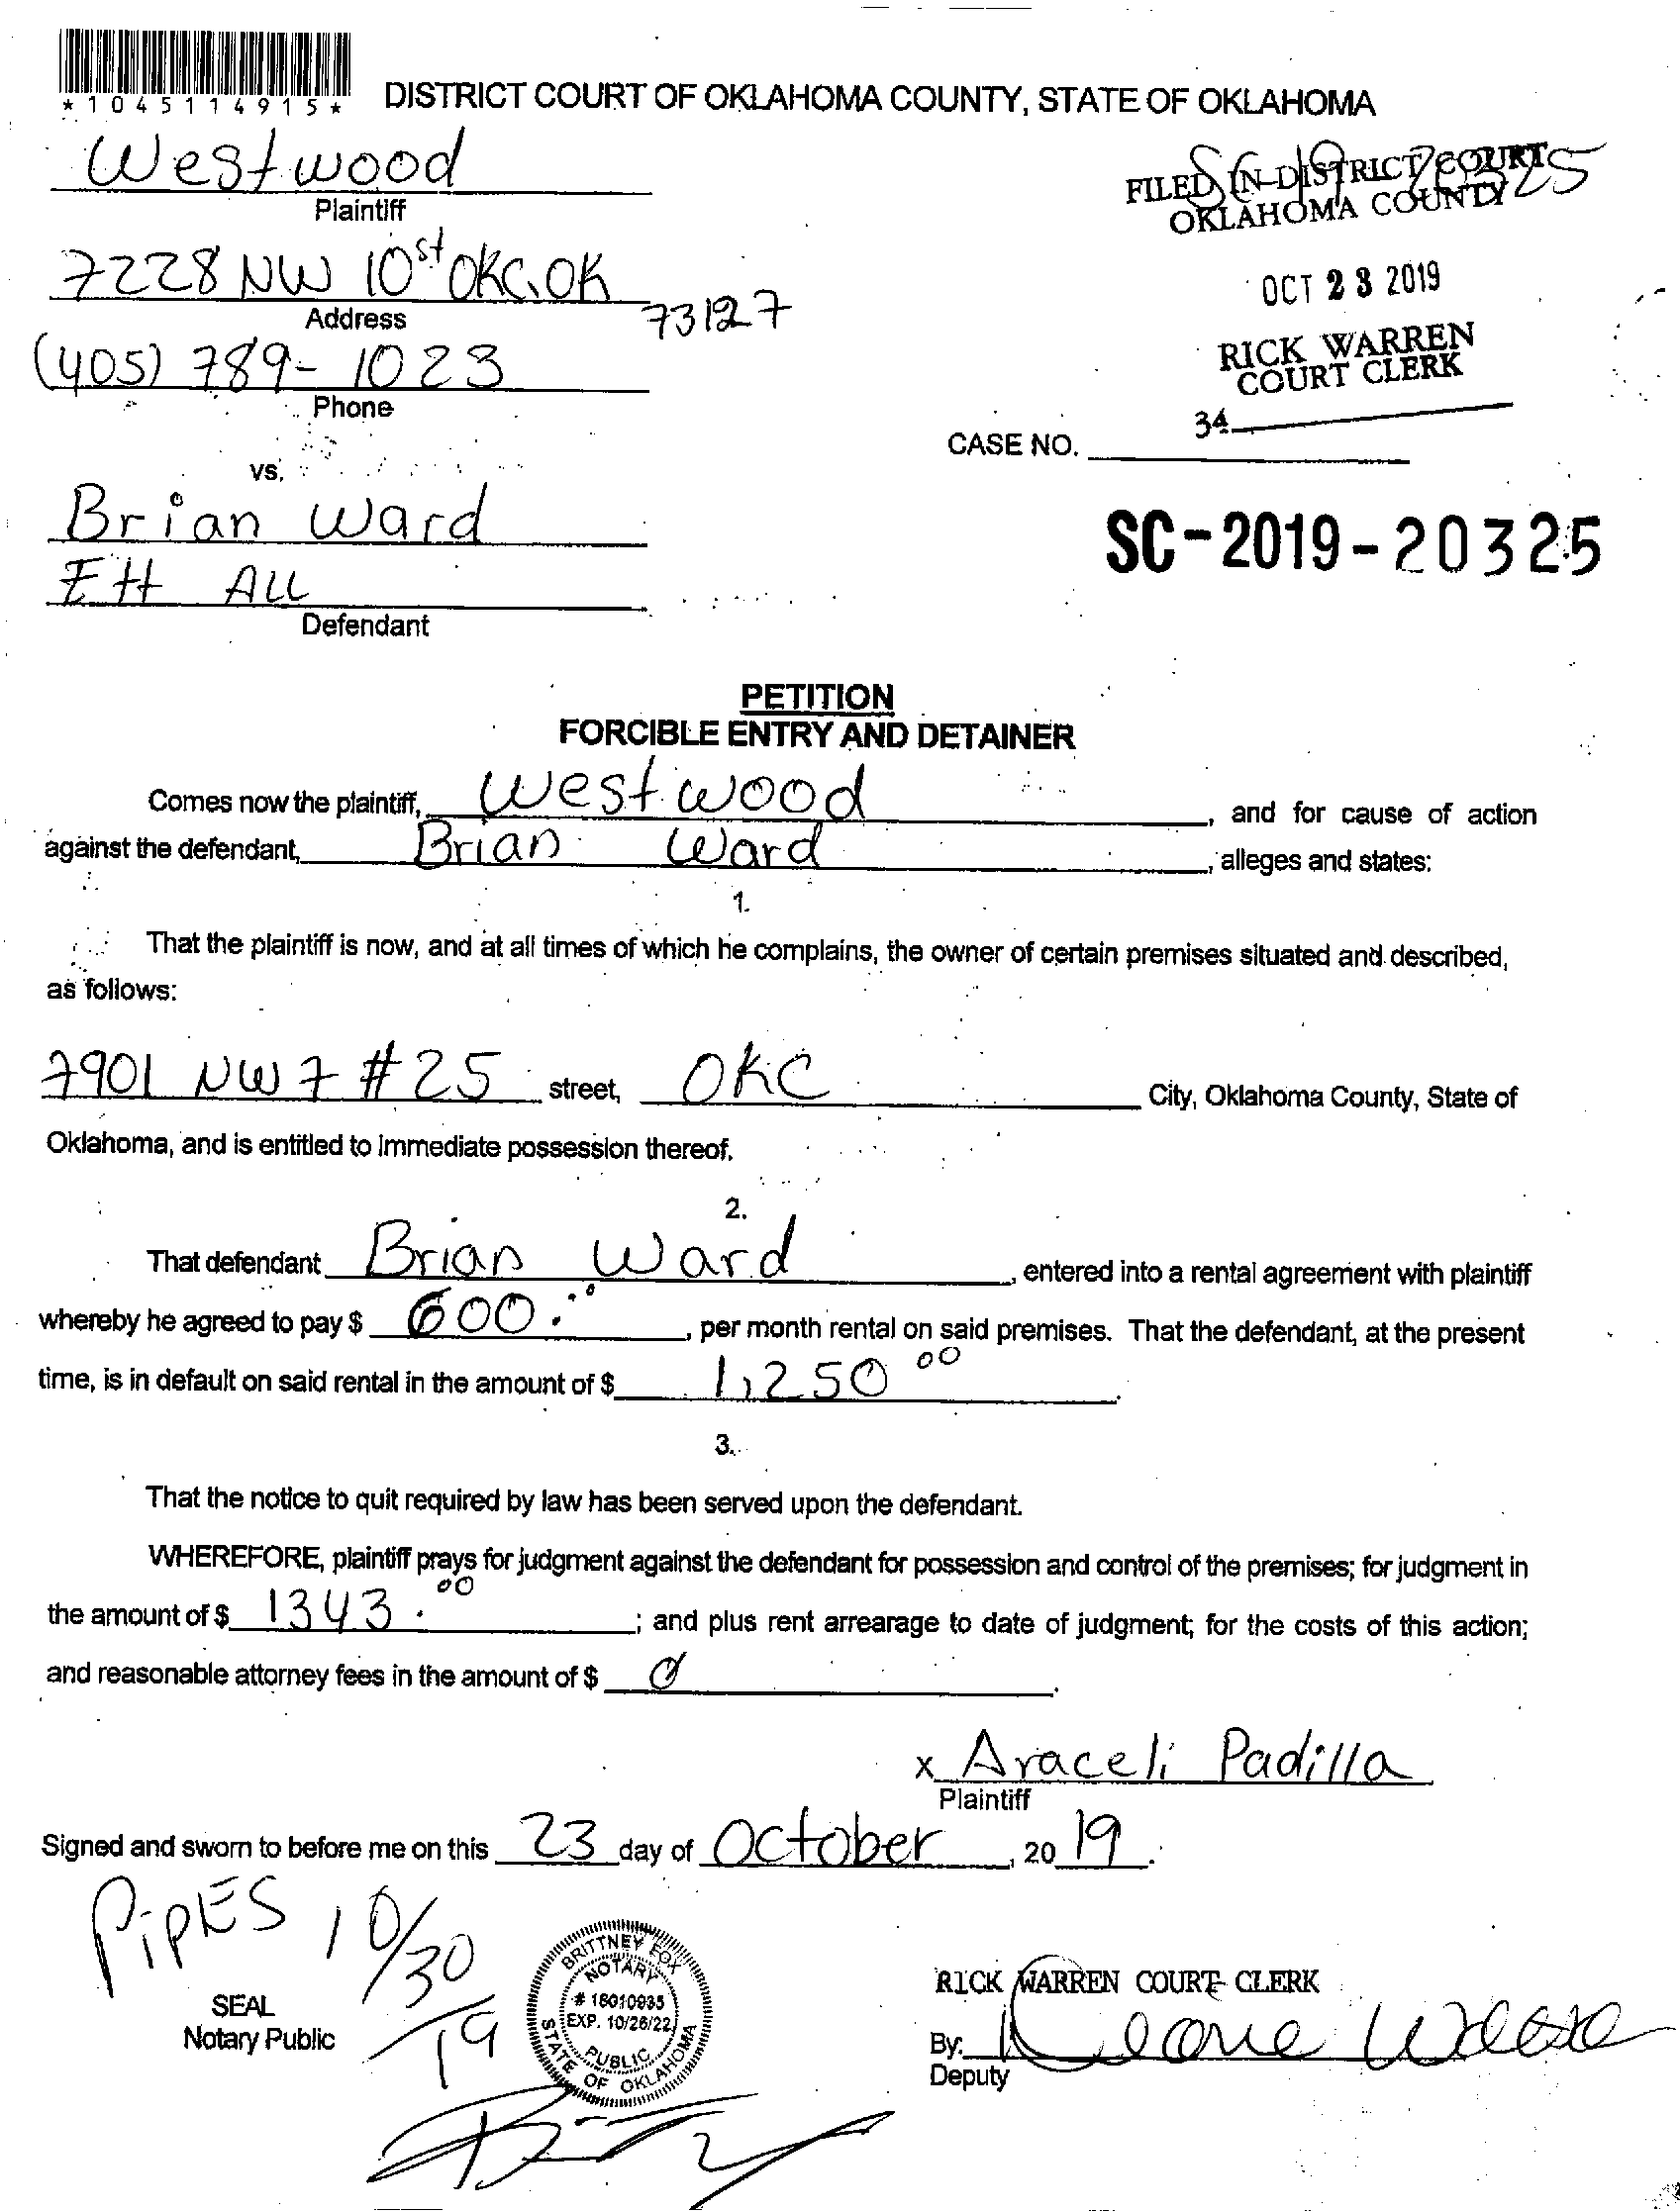 *1045114915*
DISTRICT COURT OF OKLAHOMA COUNTY, STATE OF OKLAHOMA
Westwood
Plaintiff
SC-19-20325
FILED IN DISTRICT COURT
OKLAHOMA COUNTY
7228 NW 10st OKC, OK
Address
73127
OCT 23 2019
(405) 789-1023
Phone
RICK WARREN
COURT CLERK
34
CASE NO.
vs.
Brian Ward
SC-2019-20325
Ett ALL
Defendant
PETITION
FORCIBLE ENTRY AND DETAINER
Comes now the plaintiff, Westwood, and for cause of action
against the defendant, Brian Ward, alleges and states:
1.
That the plaintiff is now, and at all times of which he complains, the owner of certain premises situated and described,
as follows:
7901 NW 7 #25 street, OKC City, Oklahoma County, State of
Oklahoma, and is entitled to immediate possession thereof.
2.
That defendant Brian Ward, entered into a rental agreement with plaintiff
whereby he agreed to pay $ 600.00, per month rental on said premises. That the defendant, at the present
time, is in default on said rental in the amount of $ 1,250 00.
3.
That the notice to quit required by law has been served upon the defendant.
WHEREFORE, plaintiff prays for judgment against the defendant for possession and control of the premises; for judgment in
the amount of $ 1343.00; and plus rent arrearage to date of judgment; for the costs of this action;
and reasonable attorney fees in the amount of $ 0.
x Araceli Padilla
Plaintiff
Signed and sworn to before me on this 23 day of October, 2019.
PipES 10/30/19
SEAL
Notary Public
BRITTNEY FOX
NOTARY
# 18010935
EXP. 10/26/22
PUBLIC
STATE OF OKLAHOMA
RICK WARREN COURT CLERK
By:
Deputy